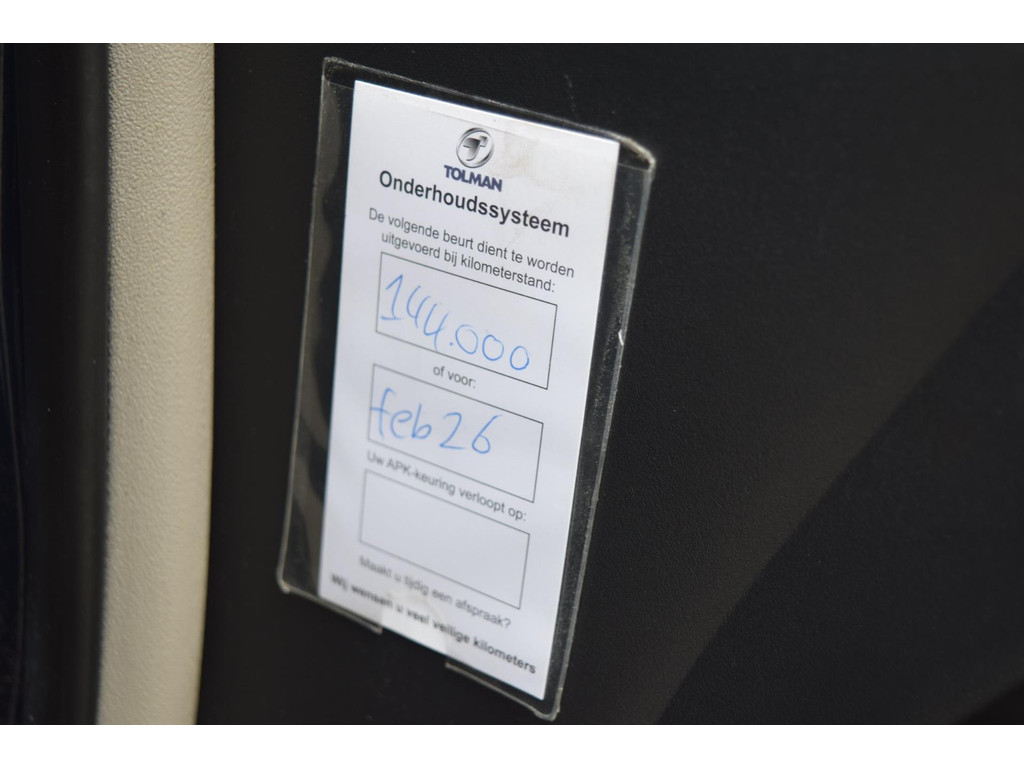 TOLMAN
Onderhoudssysteem
De volgende beurt dient te worden
uitgevoerd bij kilometerstand:
144.000
of voor:
feb 26
Uw APK-keuring verloopt op:
Maakt u tijdig een afspraak?
Wij wensen u veel veilige kilometers